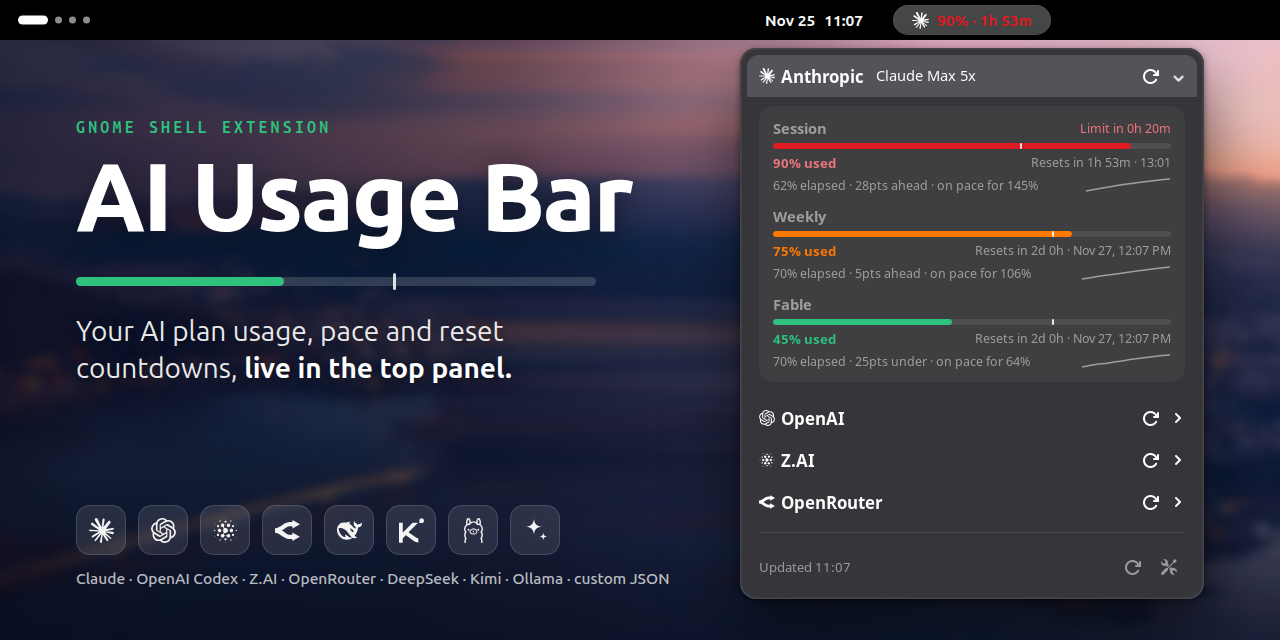 Nov 25 11:07
90% · 1h 53m
GNOME SHELL EXTENSION
AI Usage Bar
Your AI plan usage, pace and reset
countdowns, live in the top panel.
Claude · OpenAI Codex · Z.AI · OpenRouter · DeepSeek · Kimi · Ollama · custom JSON
Anthropic Claude Max 5x
Session Limit in 0h 20m
90% used Resets in 1h 53m · 13:01
62% elapsed · 28pts ahead · on pace for 145%
Weekly
75% used Resets in 2d 0h · Nov 27, 12:07 PM
70% elapsed · 5pts ahead · on pace for 106%
Fable
45% used Resets in 2d 0h · Nov 27, 12:07 PM
70% elapsed · 25pts under · on pace for 64%
OpenAI
Z.AI
OpenRouter
Updated 11:07